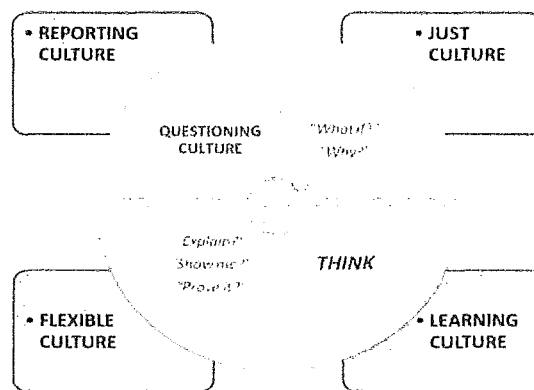 • REPORTING
CULTURE
• JUST
CULTURE
QUESTIONING
CULTURE
"What if?"
"Why?"
Explain?"
"Show me?"
"Prove it?"
THINK
• FLEXIBLE
CULTURE
• LEARNING
CULTURE